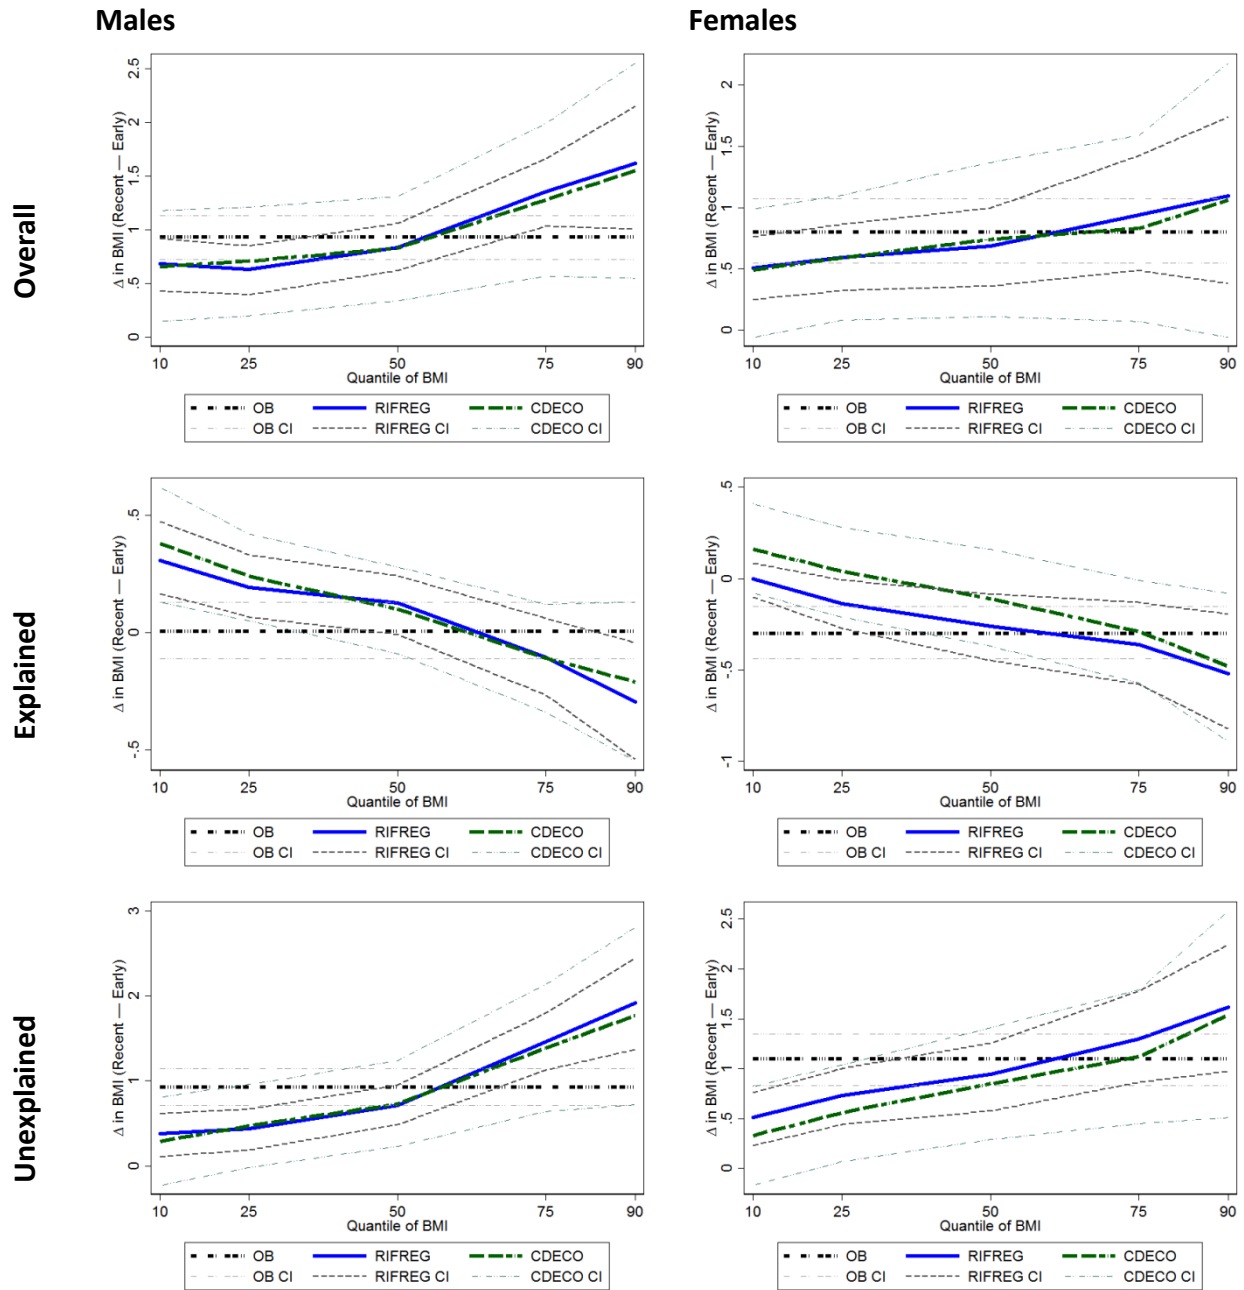 Males Females
Overall
Δ in BMI (Recent — Early)
2.5
2
1.5
1
.5
0
10 25 50 75 90
Quantile of BMI
OB RIFREG CDECO
OB CI RIFREG CI CDECO CI
Δ in BMI (Recent — Early)
2
1.5
1
.5
0
10 25 50 75 90
Quantile of BMI
OB RIFREG CDECO
OB CI RIFREG CI CDECO CI
Explained
Δ in BMI (Recent — Early)
.5
0
-.5
10 25 50 75 90
Quantile of BMI
OB RIFREG CDECO
OB CI RIFREG CI CDECO CI
Δ in BMI (Recent — Early)
.5
0
-.5
-1
10 25 50 75 90
Quantile of BMI
OB RIFREG CDECO
OB CI RIFREG CI CDECO CI
Unexplained
Δ in BMI (Recent — Early)
3
2
1
0
10 25 50 75 90
Quantile of BMI
OB RIFREG CDECO
OB CI RIFREG CI CDECO CI
Δ in BMI (Recent — Early)
2.5
2
1.5
1
.5
0
10 25 50 75 90
Quantile of BMI
OB RIFREG CDECO
OB CI RIFREG CI CDECO CI